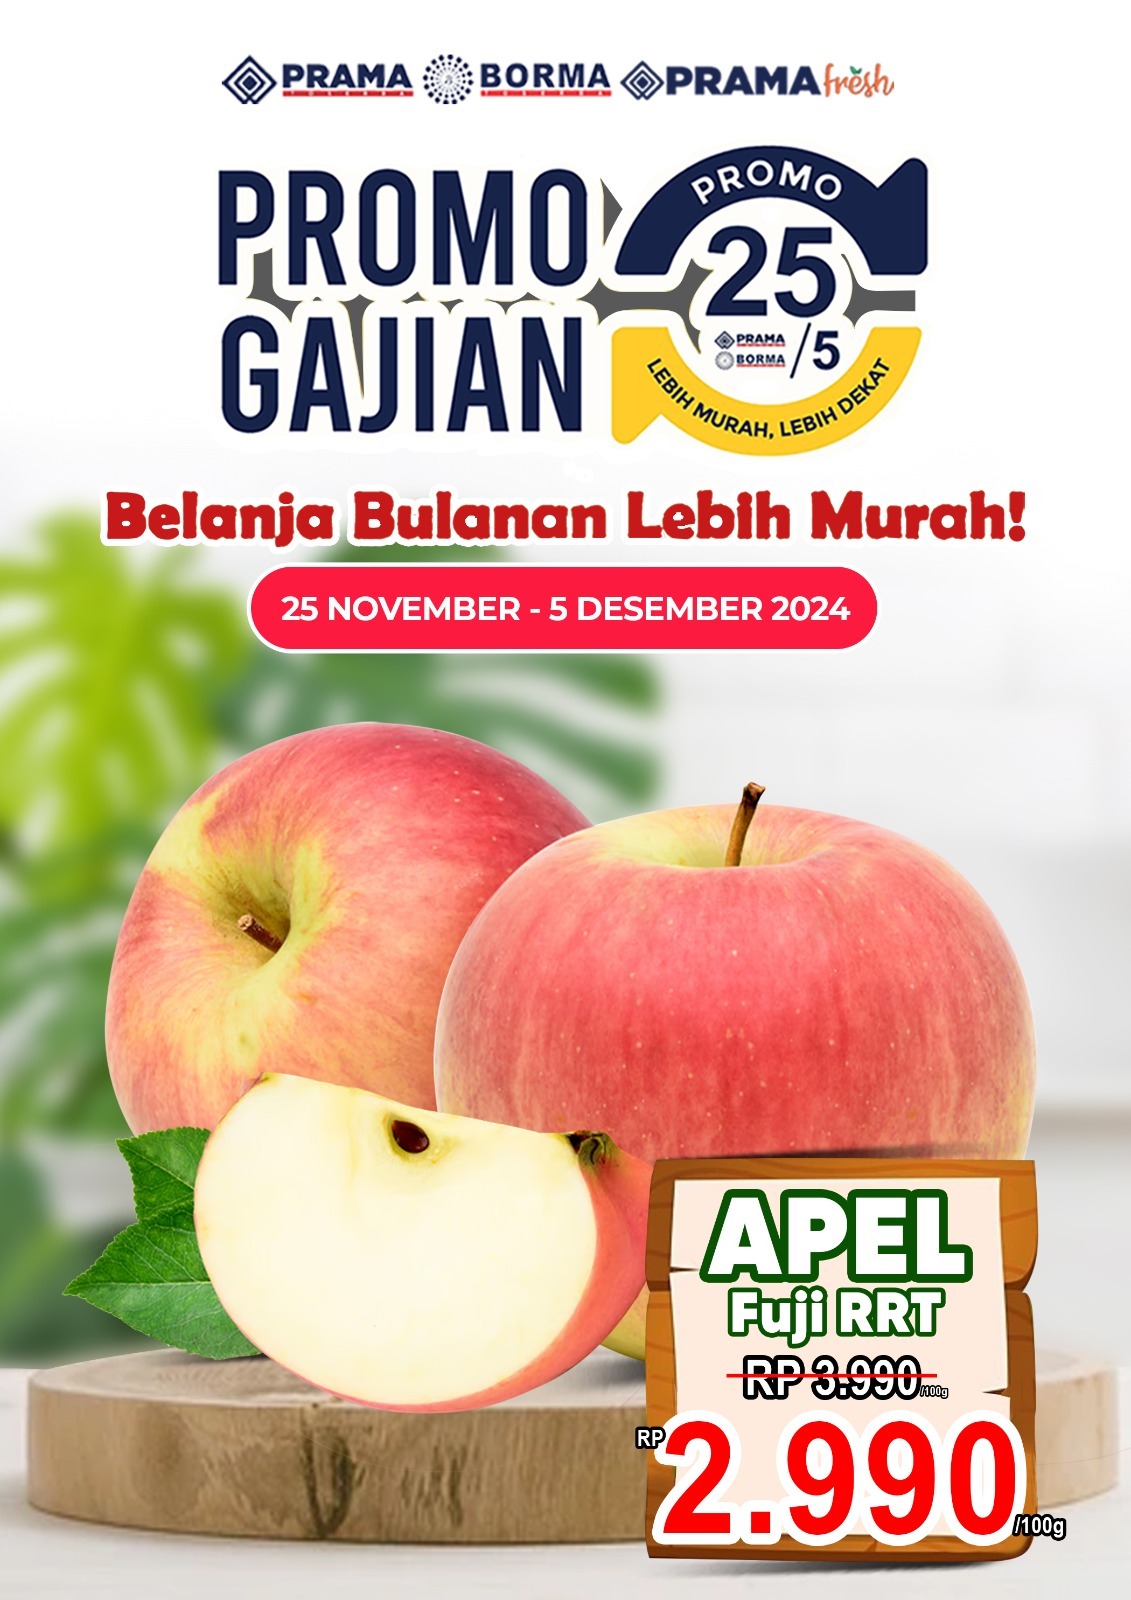 PRAMA BORMA PRAMA fresh
PROMO
GAJIAN
PROMO
25
/5
PRAMA
BORMA
LEBIH MURAH, LEBIH DEKAT
Belanja Bulanan Lebih Murah!
25 NOVEMBER - 5 DESEMBER 2024
APEL
Fuji RRT
RP 3.990 /100g
RP 2.990 /100g